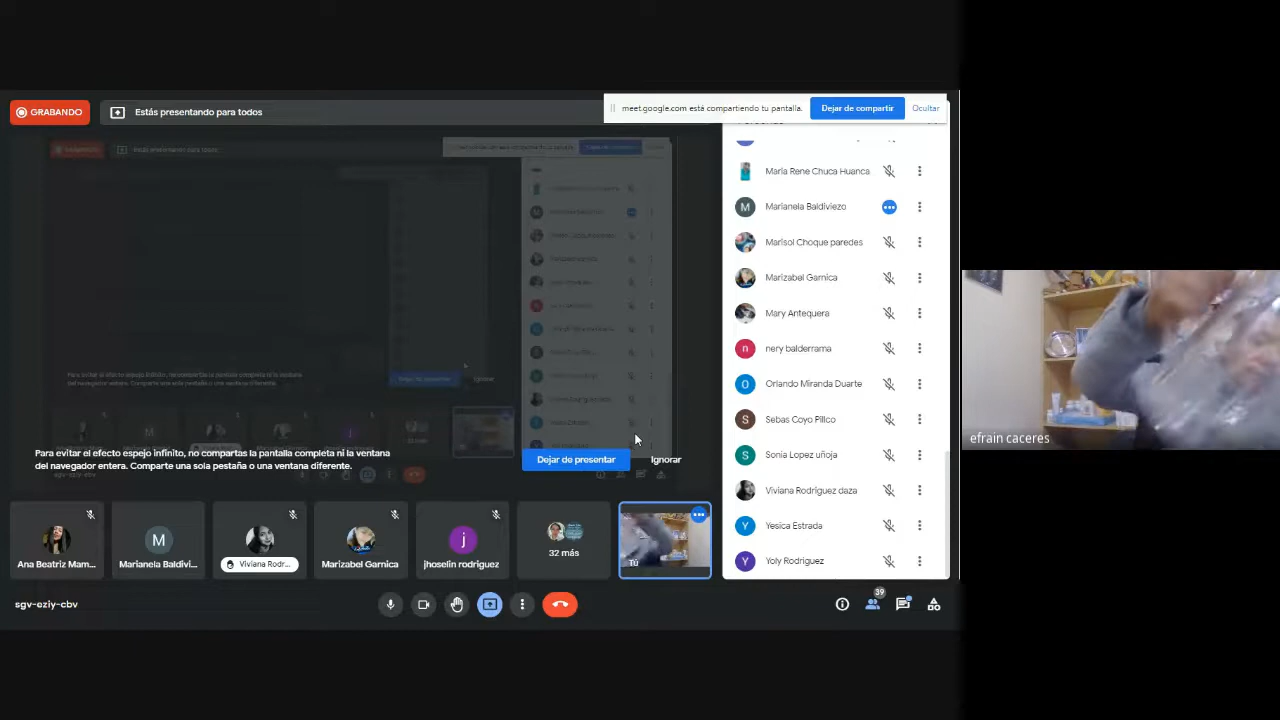 GRABANDO
Estás presentando para todos
meet.google.com está compartiendo tu pantalla.
Dejar de compartir
Ocultar
Maria Rene Chuca Huanca
M
Marianela Baldiviezo
Marisol Choque paredes
Marizabel Garnica
Mary Antequera
n
nery balderrama
O
Orlando Miranda Duarte
S
Sebas Coyo Pillco
S
Sonia Lopez uñoja
Viviana Rodríguez daza
Y
Yesica Estrada
Y
Yoly Rodriguez
Para evitar el efecto espejo infinito, no compartas la pantalla completa ni la ventana
del navegador entera. Comparte una sola pestaña o una ventana diferente.
Dejar de presentar
Ignorar
Ana Beatriz Mam...
M
Marianela Baldivi...
Viviana Rodr...
Marizabel Garnica
j
jhoselin rodriguez
32 más
Tú
sgv-eziy-cbv
39
efrain caceres